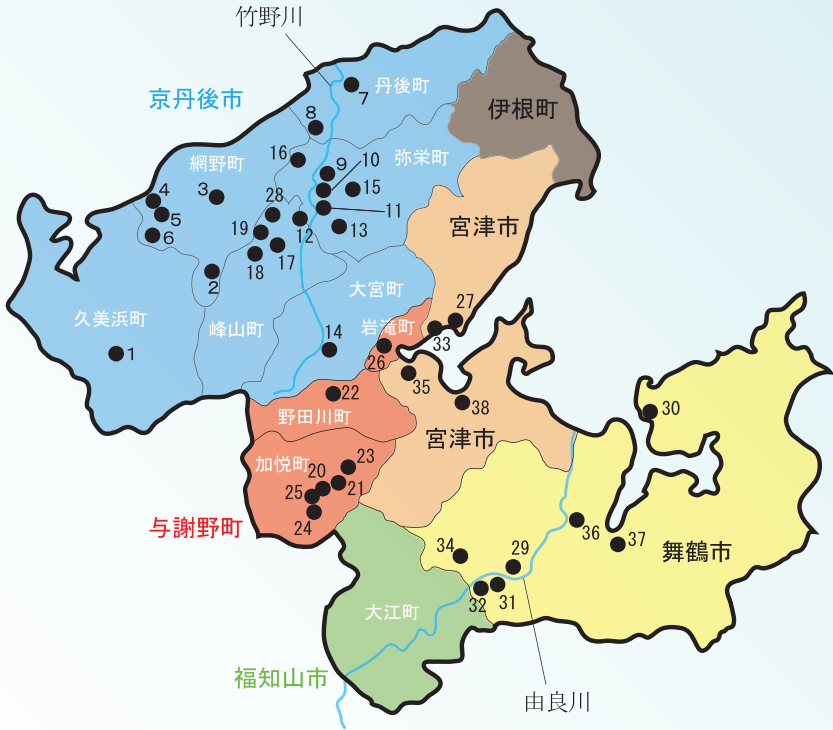 竹野川
丹後町
7
京丹後市
伊根町
8
16
9
10
弥栄町
網野町
4
3
28
15
5
11
6
19
12
13
宮津市
18
17
2
大宮町
久美浜町
峰山町
27
岩滝町
14
33
1
26
35
22
38
30
野田川町
宮津市
加悦町
23
20
25
21
24
36
与謝野町
37
舞鶴市
34
29
大江町
32
31
福知山市
由良川